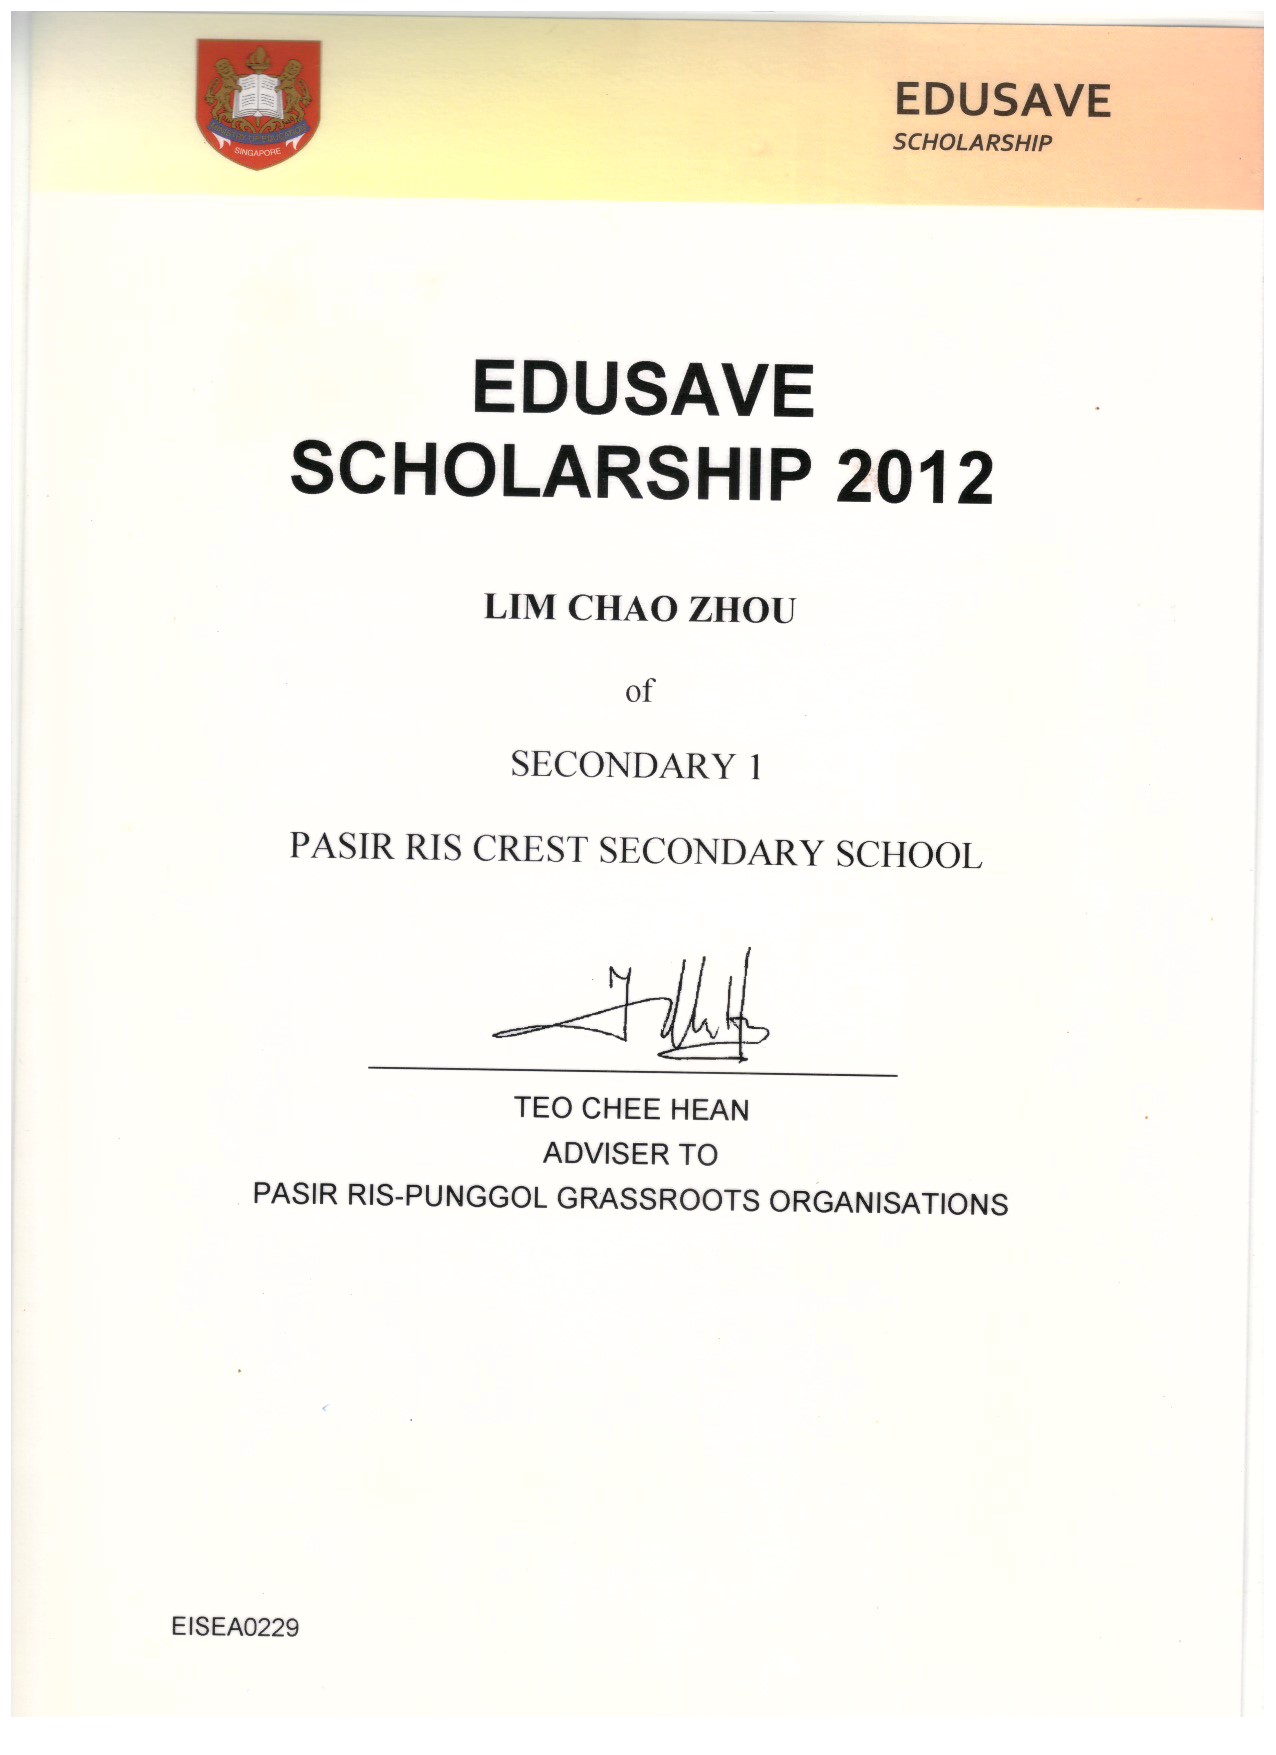 SINGAPORE
EDUSAVE
SCHOLARSHIP
EDUSAVE
SCHOLARSHIP 2012
LIM CHAO ZHOU
of
SECONDARY 1
PASIR RIS CREST SECONDARY SCHOOL
TEO CHEE HEAN
ADVISER TO
PASIR RIS-PUNGGOL GRASSROOTS ORGANISATIONS
EISEA0229